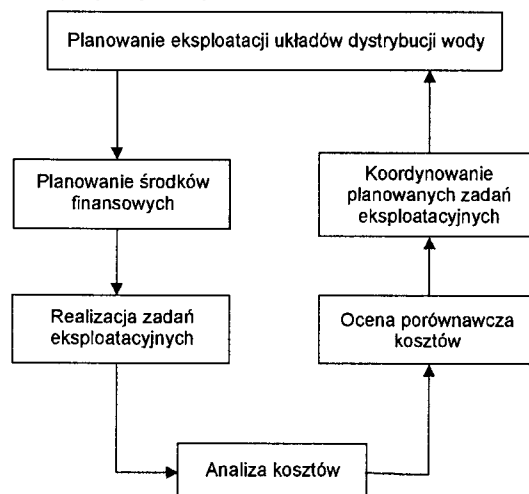 Planowanie eksploatacji układów dystrybucji wody
Planowanie środków
finansowych
Realizacja zadań
eksploatacyjnych
Analiza kosztów
Ocena porównawcza
kosztów
Koordynowanie
planowanych zadań
eksploatacyjnych